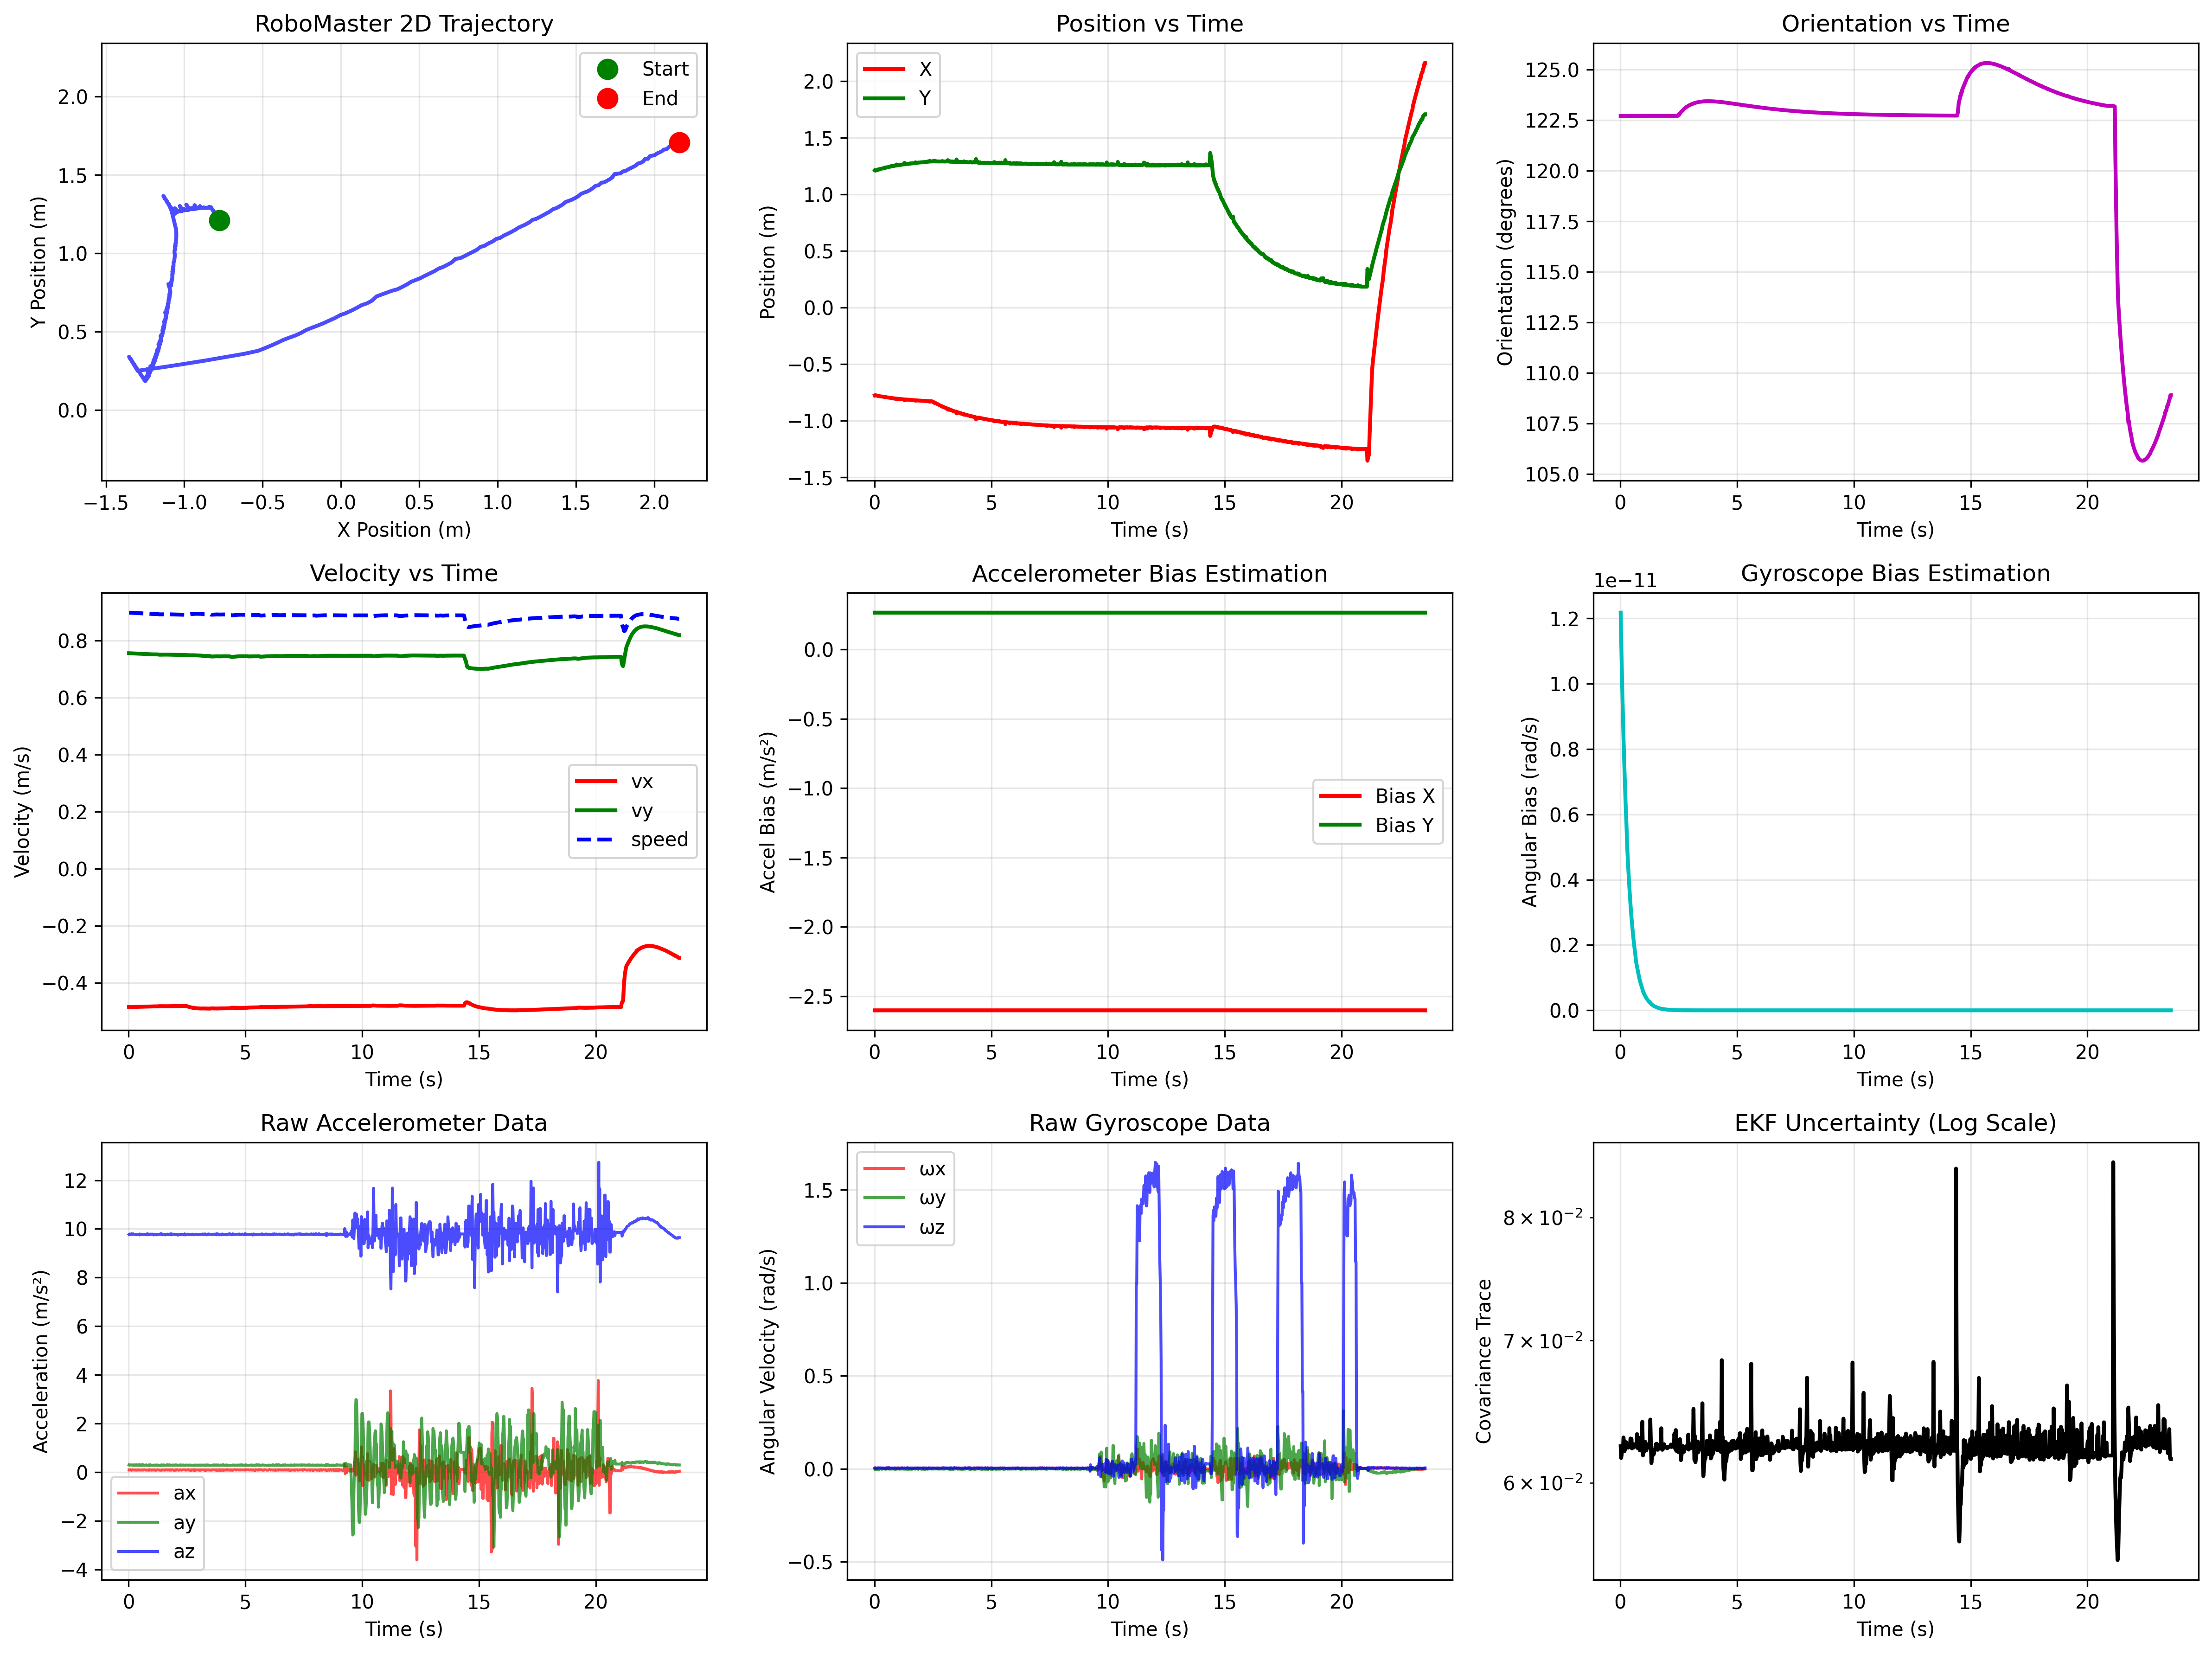 RoboMaster 2D Trajectory
Start
End
2.0
1.5
1.0
0.5
0.0
Y Position (m)
−1.5 −1.0 −0.5 0.0 0.5 1.0 1.5 2.0
X Position (m)
Position vs Time
X
Y
2.0
1.5
1.0
0.5
0.0
−0.5
−1.0
−1.5
Position (m)
0 5 10 15 20
Time (s)
Orientation vs Time
125.0
122.5
120.0
117.5
115.0
112.5
110.0
107.5
105.0
Orientation (degrees)
0 5 10 15 20
Time (s)
Velocity vs Time
0.8
0.6
0.4
0.2
0.0
−0.2
−0.4
Velocity (m/s)
vx
vy
speed
0 5 10 15 20
Time (s)
Accelerometer Bias Estimation
0.0
−0.5
−1.0
−1.5
−2.0
−2.5
Accel Bias (m/s²)
Bias X
Bias Y
0 5 10 15 20
Time (s)
1e−11
Gyroscope Bias Estimation
1.2
1.0
0.8
0.6
0.4
0.2
0.0
Angular Bias (rad/s)
0 5 10 15 20
Time (s)
Raw Accelerometer Data
12
10
8
6
4
2
0
−2
−4
Acceleration (m/s²)
ax
ay
az
0 5 10 15 20
Time (s)
Raw Gyroscope Data
ωx
ωy
ωz
1.5
1.0
0.5
0.0
−0.5
Angular Velocity (rad/s)
0 5 10 15 20
Time (s)
EKF Uncertainty (Log Scale)
8 × 10⁻²
7 × 10⁻²
6 × 10⁻²
Covariance Trace
0 5 10 15 20
Time (s)